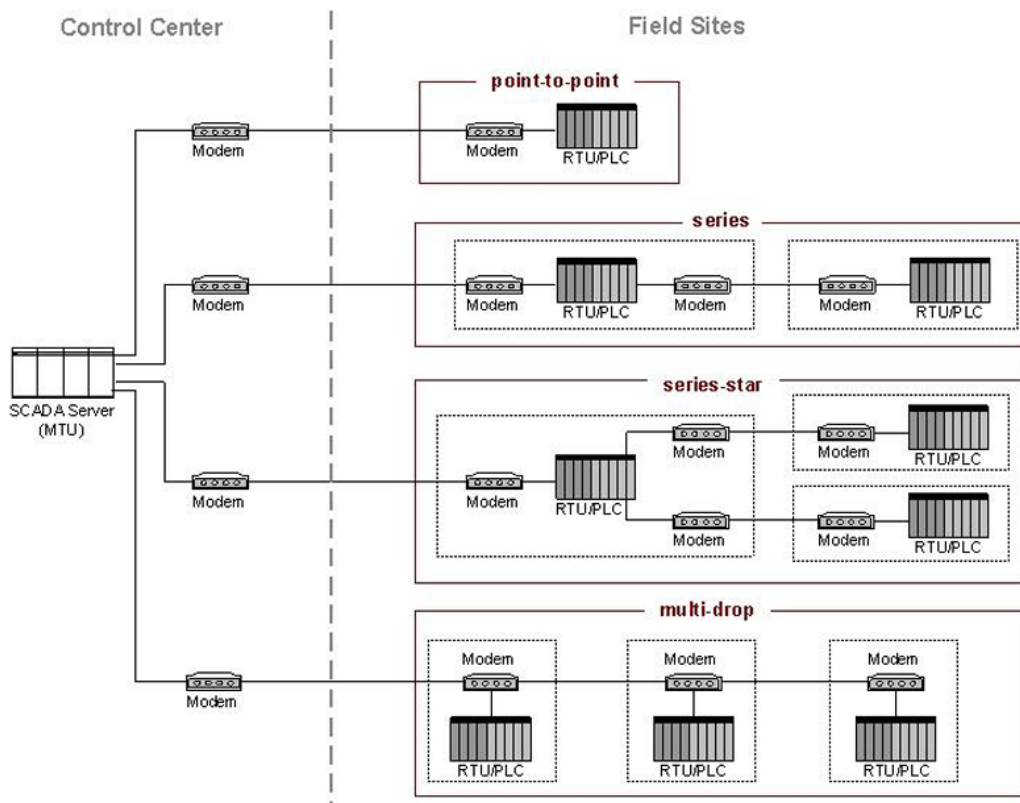 Control Center
Field Sites
point-to-point
Modem
Modem
RTU/PLC
series
Modem
Modem
RTU/PLC
Modem
Modem
RTU/PLC
SCADA Server
(MTU)
series-star
Modem
Modem
RTU/PLC
Modem
Modem
RTU/PLC
Modem
Modem
RTU/PLC
multi-drop
Modem
Modem
RTU/PLC
Modem
RTU/PLC
Modem
RTU/PLC